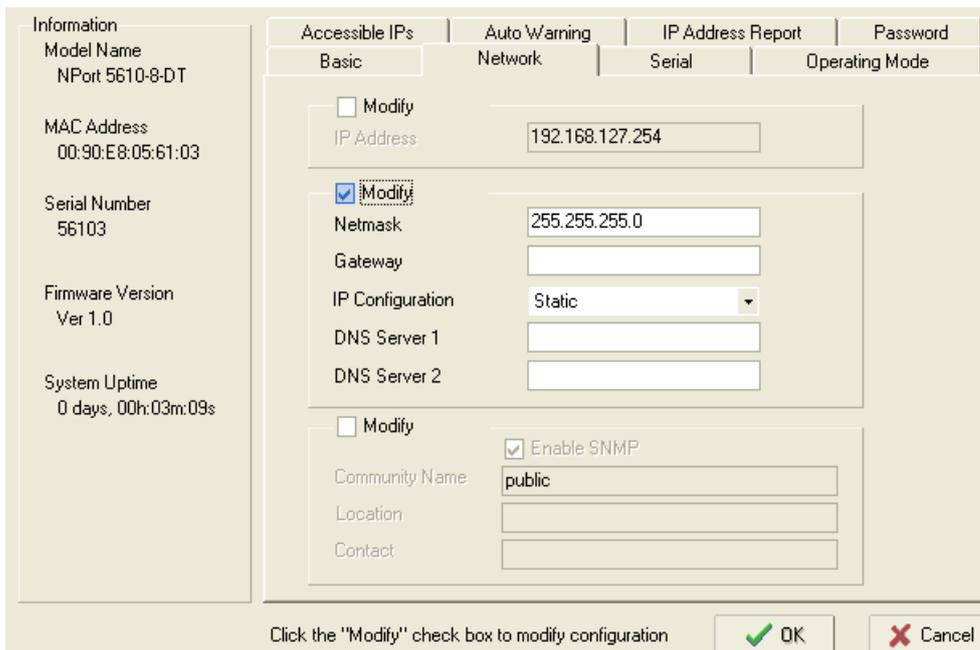 Information
Model Name
NPort 5610-8-DT
MAC Address
00:90:E8:05:61:03
Serial Number
56103
Firmware Version
Ver 1.0
System Uptime
0 days, 00h:03m:09s
Accessible IPs
Auto Warning
IP Address Report
Password
Basic
Network
Serial
Operating Mode
Modify
IP Address
192.168.127.254
Modify
Netmask
255.255.255.0
Gateway
IP Configuration
Static
DNS Server 1
DNS Server 2
Modify
Enable SNMP
Community Name
public
Location
Contact
Click the "Modify" check box to modify configuration
OK
Cancel